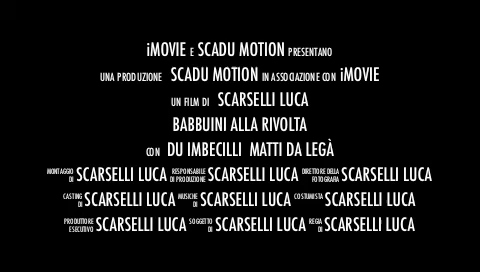 iMOVIE E SCADU MOTION PRESENTANO
UNA PRODUZIONE SCADU MOTION IN ASSOCIAZIONE CON iMOVIE
UN FILM DI SCARSELLI LUCA
BABBUINI ALLA RIVOLTA
CON DU IMBECILLI MATTI DA LEGÀ
MONTAGGIO DI SCARSELLI LUCA RESPONSABILE DI PRODUZIONE SCARSELLI LUCA DIRETTORE DELLA FOTOGRAFIA SCARSELLI LUCA
CASTING DI SCARSELLI LUCA MUSICHE DI SCARSELLI LUCA COSTUMISTA SCARSELLI LUCA
PRODUTTORE ESECUTIVO SCARSELLI LUCA SOGGETTO DI SCARSELLI LUCA REGIA DI SCARSELLI LUCA